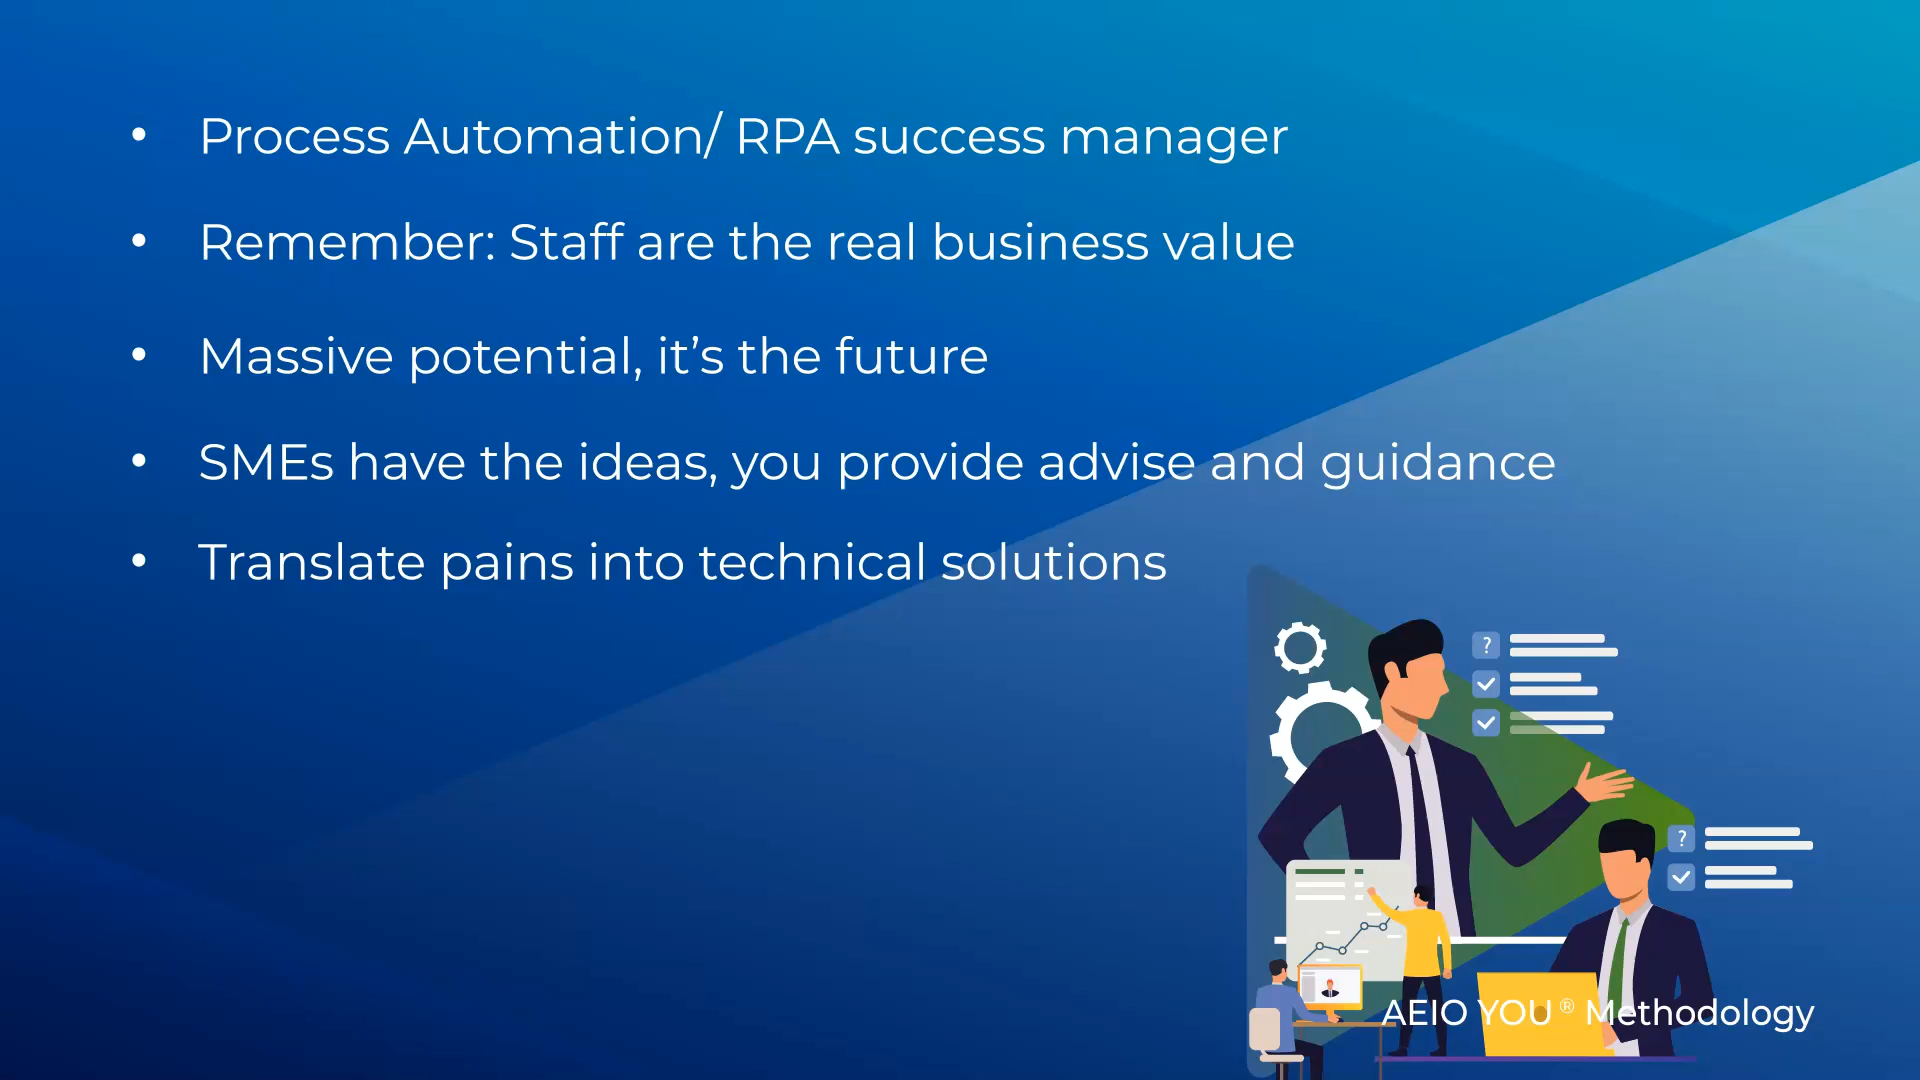 • Process Automation/ RPA success manager
• Remember: Staff are the real business value
• Massive potential, it’s the future
• SMEs have the ideas, you provide advise and guidance
• Translate pains into technical solutions
?
?
AEIO YOU ® Methodology